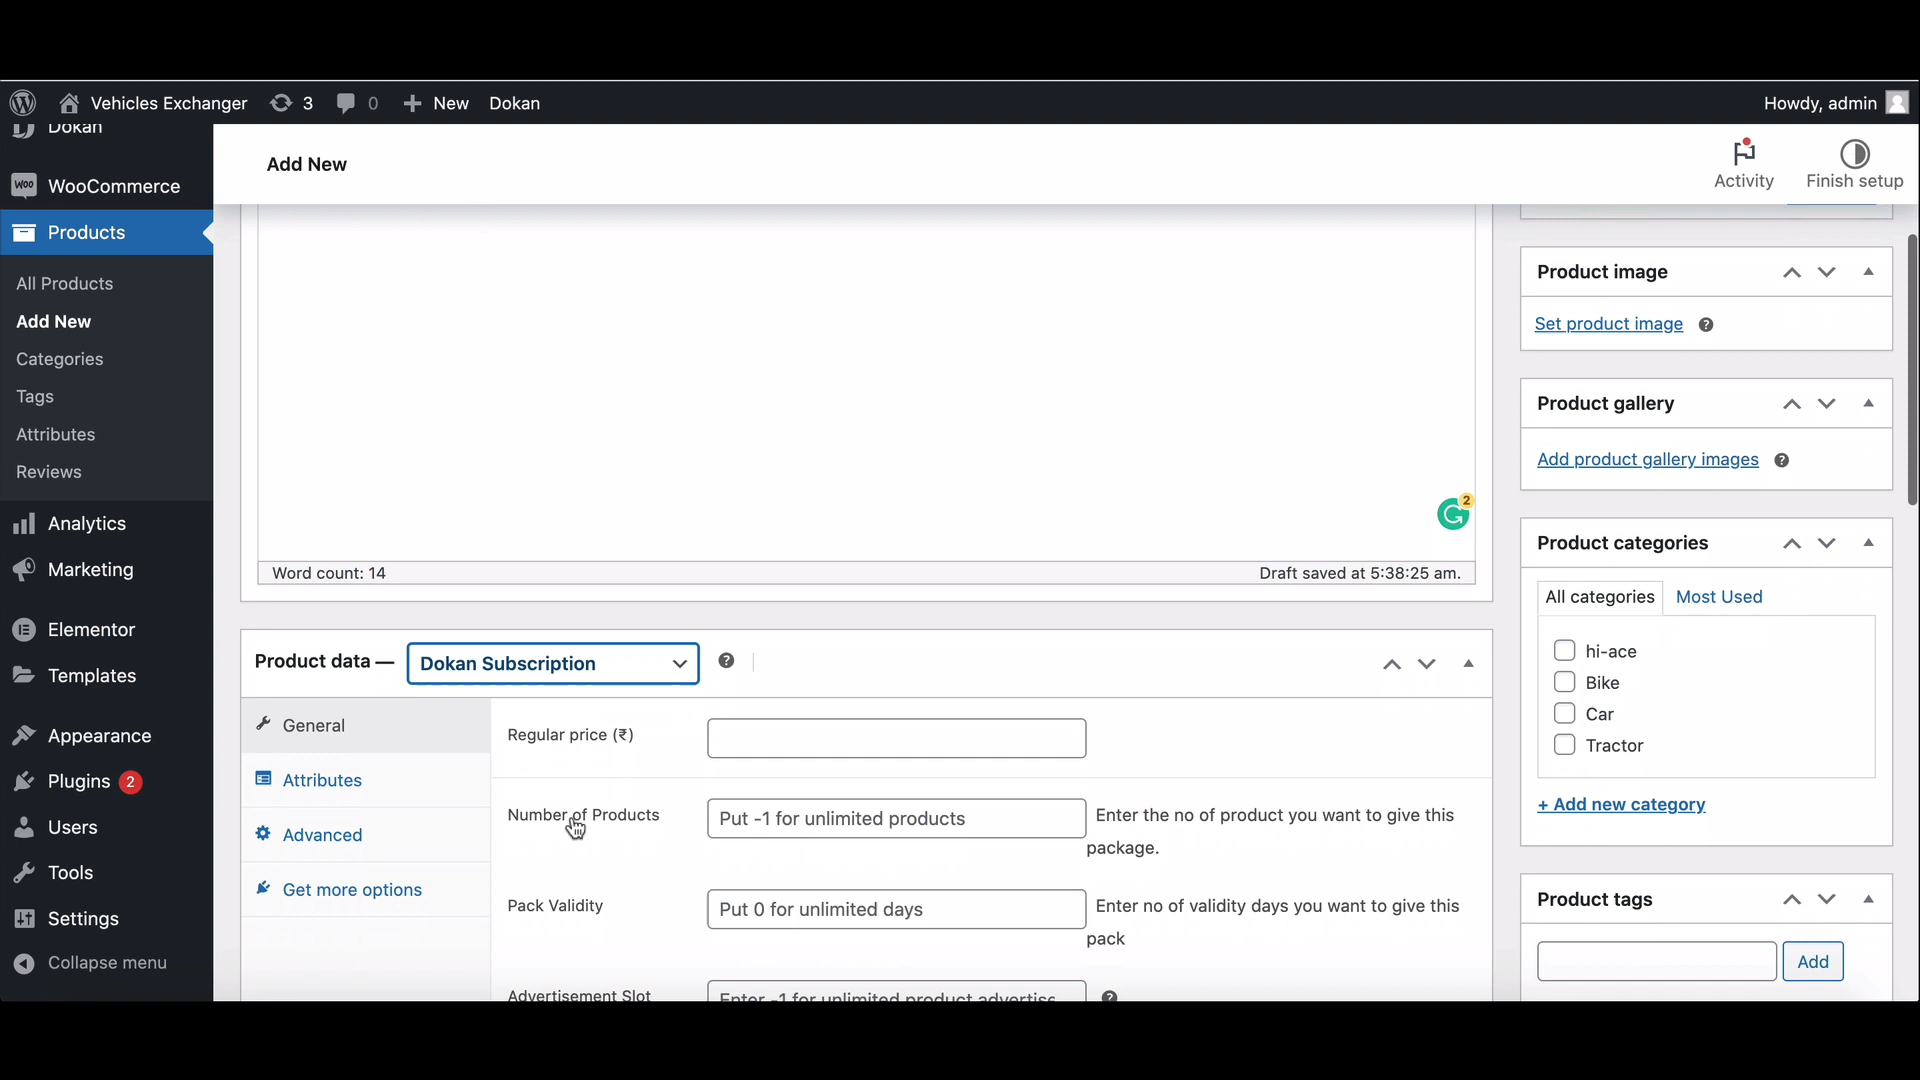 Vehicles Exchanger 3 0 New Dokan Howdy, admin
Dokan
WOO WooCommerce
Products
All Products
Add New
Categories
Tags
Attributes
Reviews
Analytics
Marketing
Elementor
Templates
Appearance
Plugins 2
Users
Tools
Settings
Collapse menu
Add New
Activity
Finish setup
2
Word count: 14
Draft saved at 5:38:25 am.
Product data — Dokan Subscription
General
Attributes
Advanced
Get more options
Regular price (₹)
Number of Products
Put -1 for unlimited products
Enter the no of product you want to give this
package.
Pack Validity
Put 0 for unlimited days
Enter no of validity days you want to give this
pack
Advertisement Slot
Enter -1 for unlimited product advertise
Product image
Set product image
Product gallery
Add product gallery images
Product categories
All categories
Most Used
hi-ace
Bike
Car
Tractor
+ Add new category
Product tags
Add